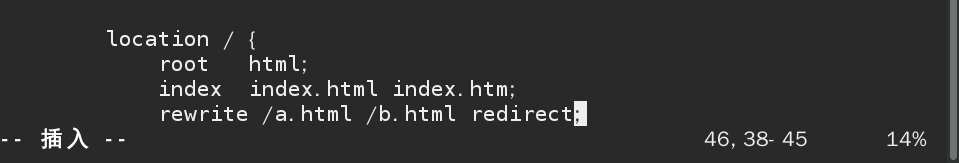 location / {
root   html;
index  index.html index.htm;
rewrite /a.html /b.html redirect;
-- 插入 --   46,38-45   14%